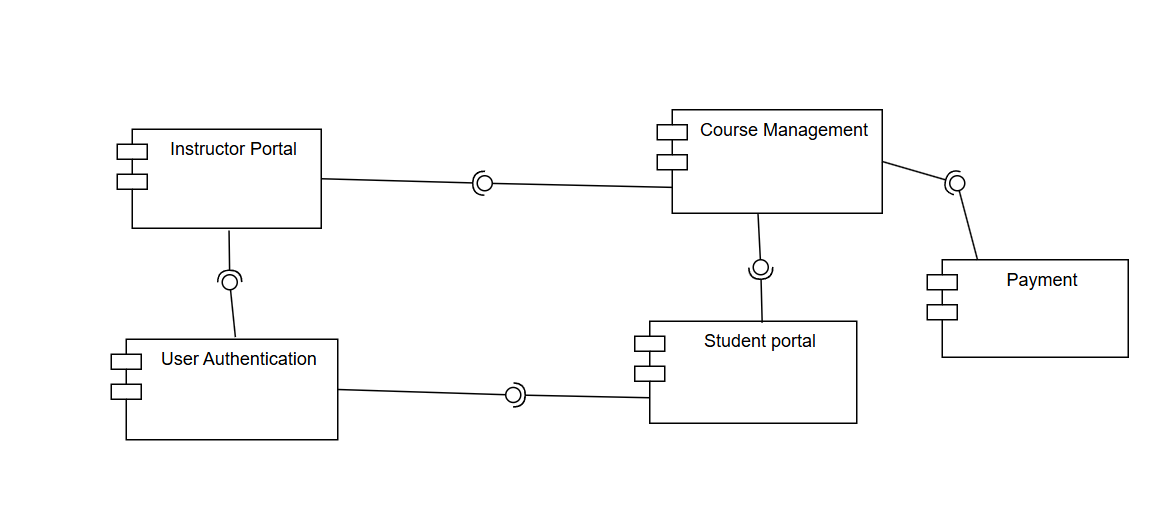 Instructor Portal
Course Management
Payment
User Authentication
Student portal